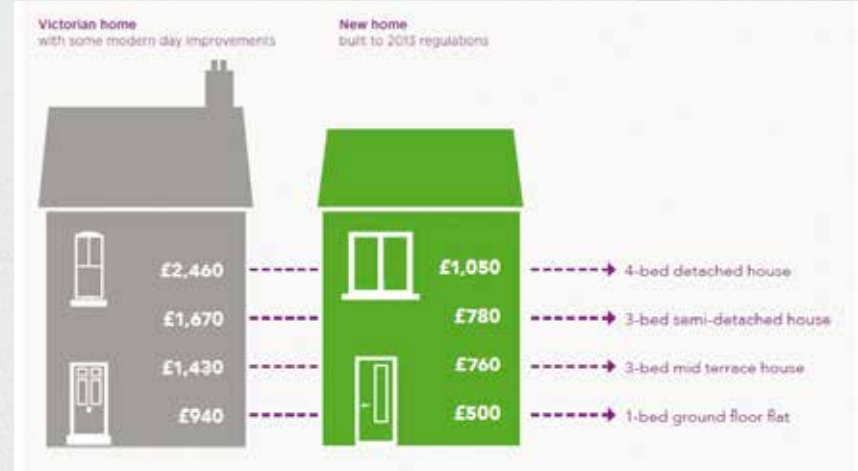 Victorian home
with some modern day improvements
New home
built to 2013 regulations
£2,460 £1,050 4-bed detached house
£1,670 £780 3-bed semi-detached house
£1,430 £760 3-bed mid terrace house
£940 £500 1-bed ground floor flat